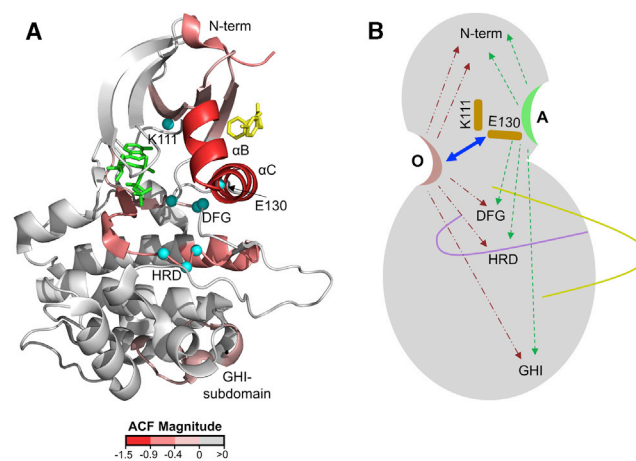 A
N-term
K111
αB
αC
E130
DFG
HRD
GHI-
subdomain
ACF Magnitude
-1.5 -0.9 -0.4 0 >0
B
N-term
K111
E130
A
O
DFG
HRD
GHI